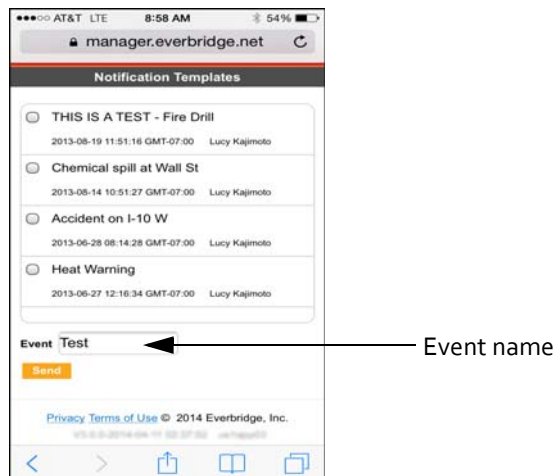 AT&T LTE 8:58 AM 54%
manager.everbridge.net
Notification Templates
THIS IS A TEST - Fire Drill
2013-08-19 11:51:16 GMT-07:00 Lucy Kajimoto
Chemical spill at Wall St
2013-08-14 10:51:27 GMT-07:00 Lucy Kajimoto
Accident on I-10 W
2013-06-28 08:14:28 GMT-07:00 Lucy Kajimoto
Heat Warning
2013-06-27 12:16:34 GMT-07:00 Lucy Kajimoto
Event Test
Event name
Send
Privacy Terms of Use © 2014 Everbridge, Inc.